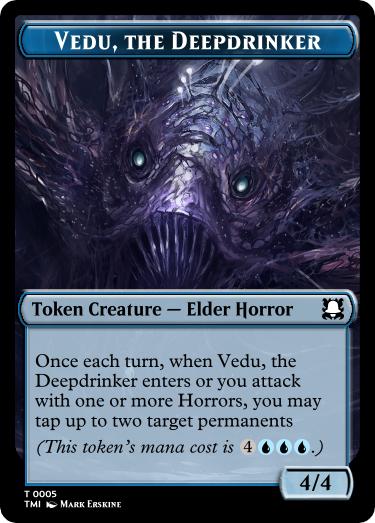 Vedu, the Deepdrinker
Token Creature — Elder Horror
Once each turn, when Vedu, the
Deepdrinker enters or you attack
with one or more Horrors, you may
tap up to two target permanents
(This token's mana cost is 4.)
4/4
T 0005
TMI Mark Erskine